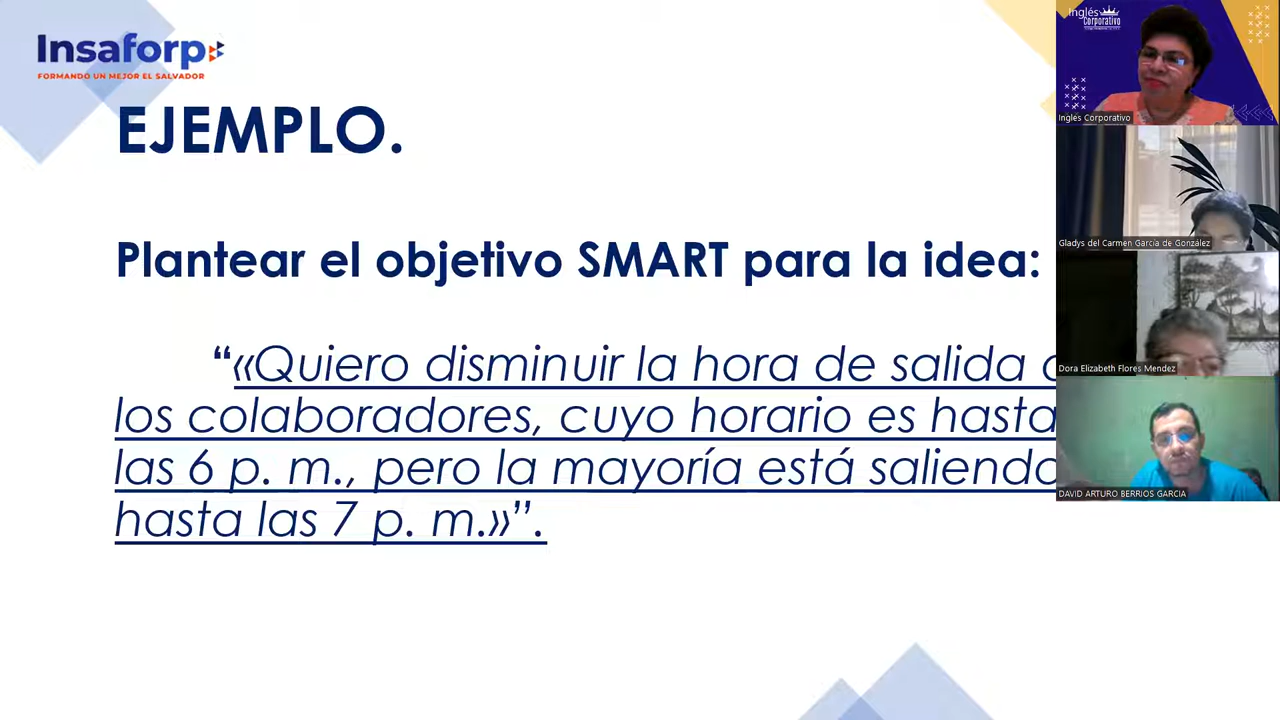 Insaforp
FORMANDO UN MEJOR EL SALVADOR
EJEMPLO.
Plantear el objetivo SMART para la idea:
“«Quiero disminuir la hora de salida
los colaboradores, cuyo horario es hasta
las 6 p. m., pero la mayoría está saliendo
hasta las 7 p. m.»”.
Inglés
Corporativo
Inglés Corporativo
Gladys del Carmen García de González
Dora Elizabeth Flores Mendez
DAVID ARTURO BERRIOS GARCIA